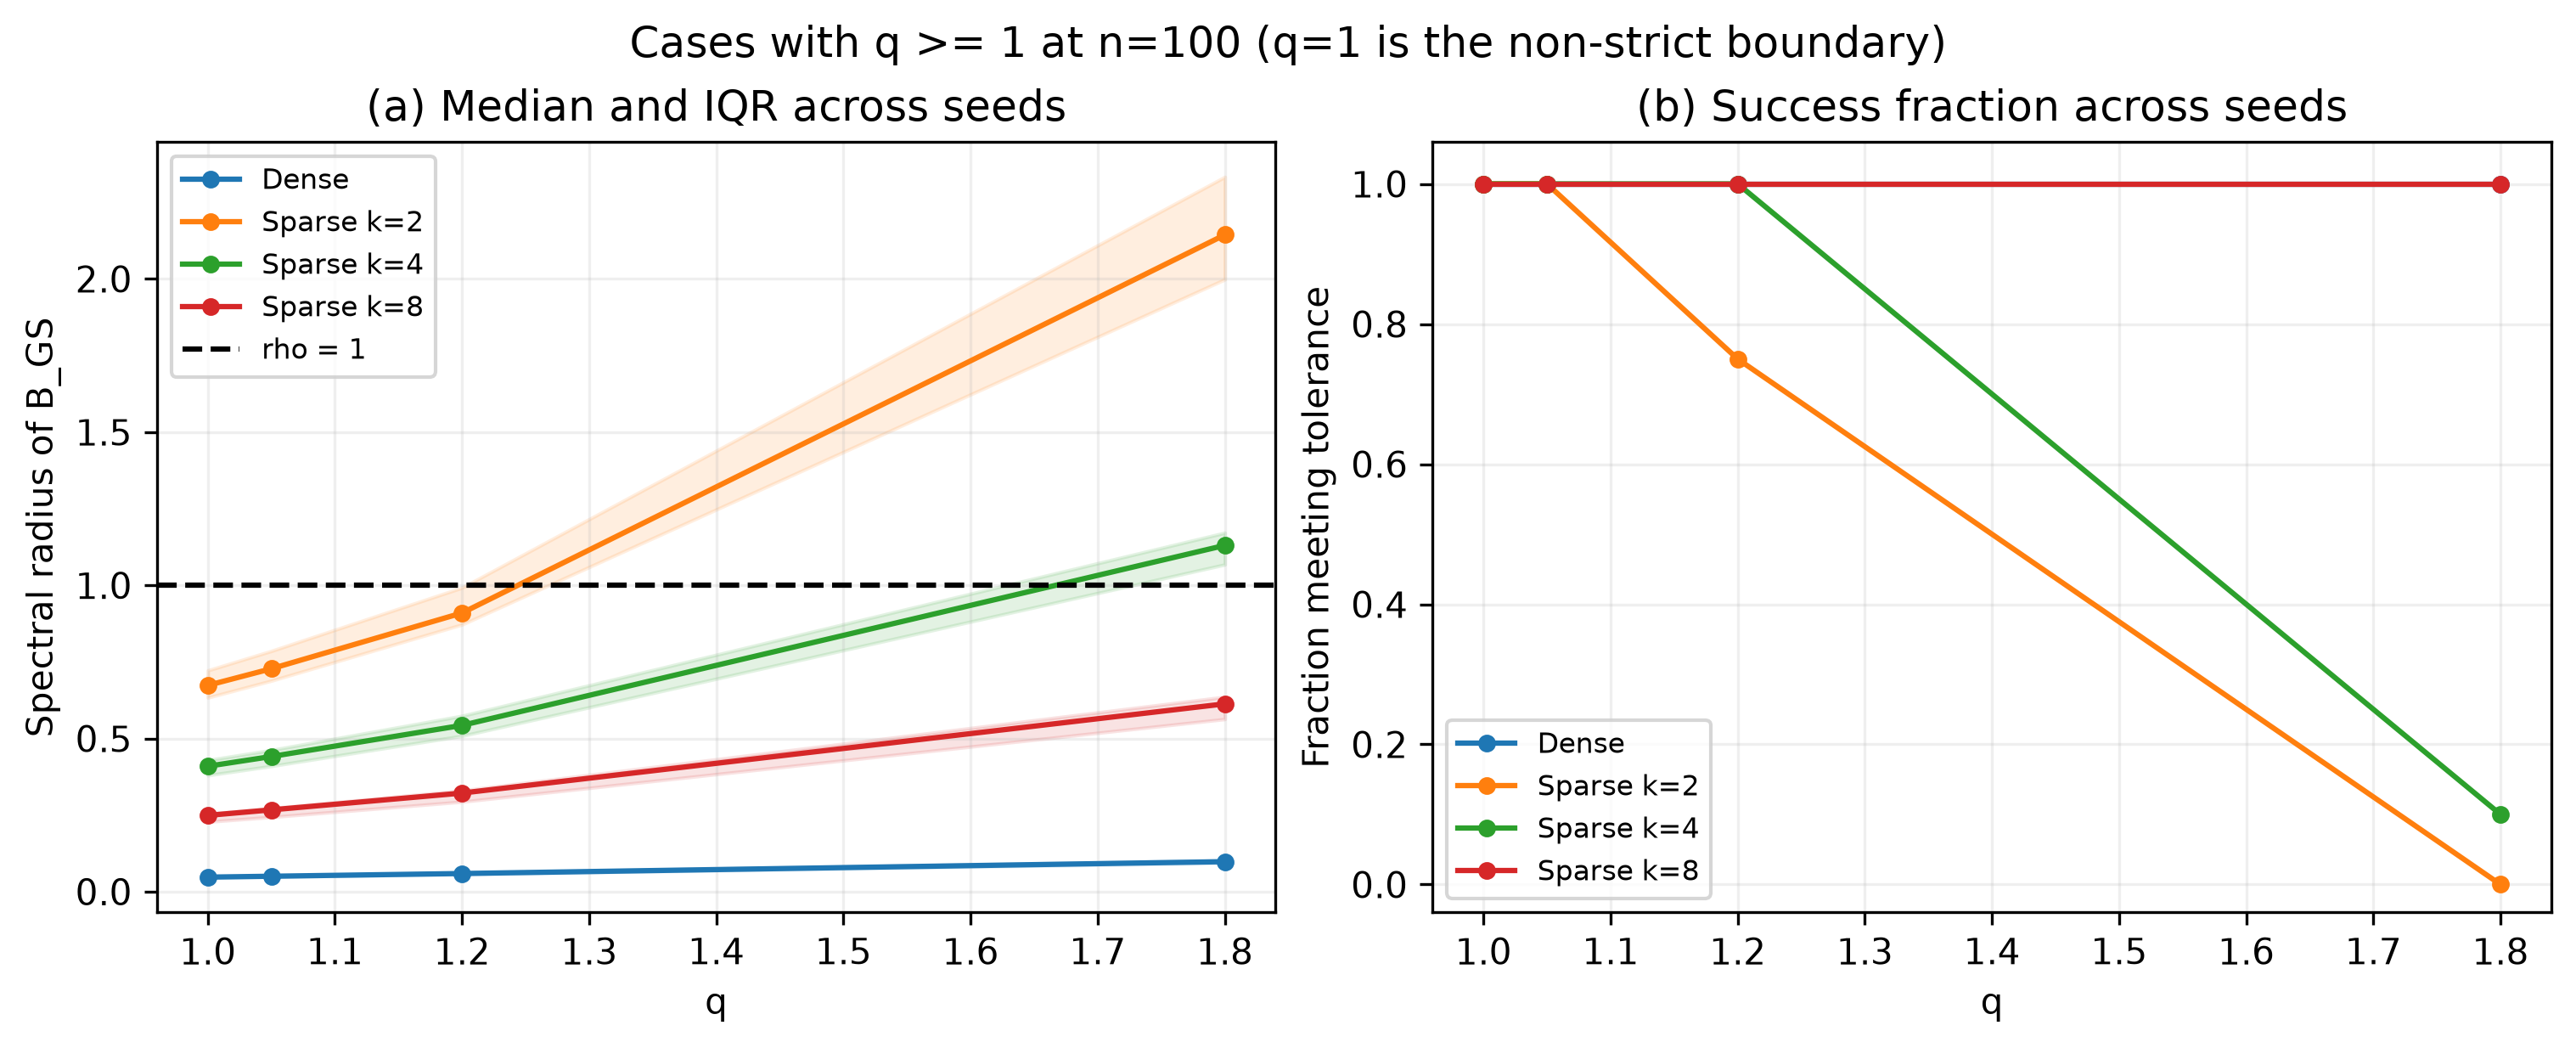 Cases with q >= 1 at n=100 (q=1 is the non-strict boundary)
(a) Median and IQR across seeds
Spectral radius of B_GS
2.0
1.5
1.0
0.5
0.0
Dense
Sparse k=2
Sparse k=4
Sparse k=8
rho = 1
1.0 1.1 1.2 1.3 1.4 1.5 1.6 1.7 1.8
q
(b) Success fraction across seeds
Fraction meeting tolerance
1.0
0.8
0.6
0.4
0.2
0.0
Dense
Sparse k=2
Sparse k=4
Sparse k=8
1.0 1.1 1.2 1.3 1.4 1.5 1.6 1.7 1.8
q